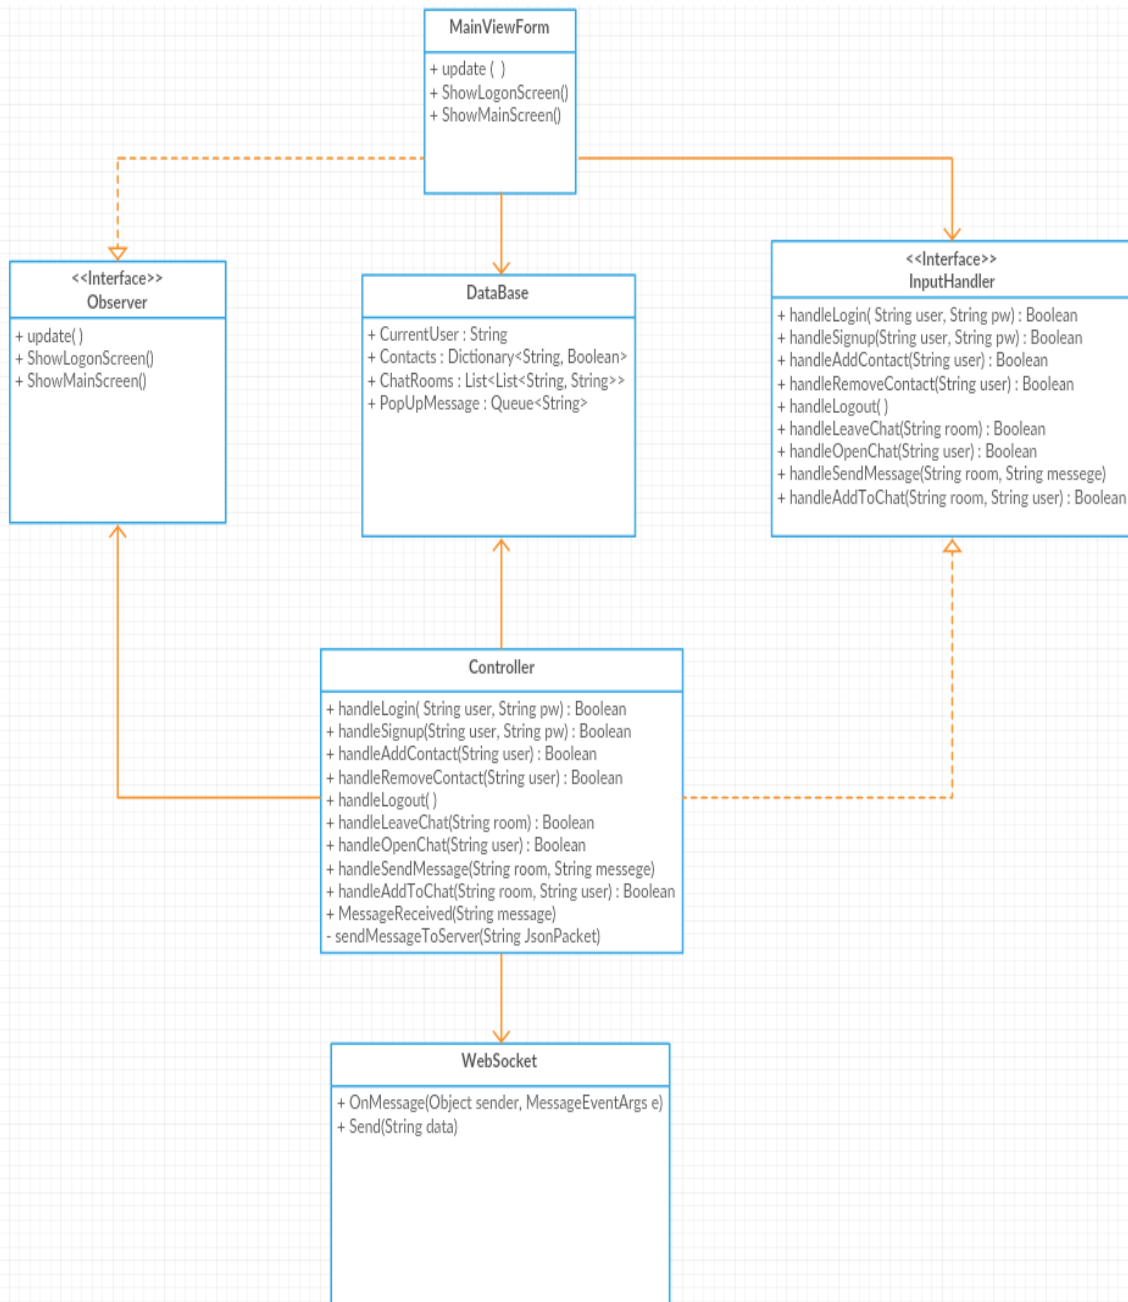 MainViewForm
+ update ( )
+ ShowLogonScreen()
+ ShowMainScreen()
<<Interface>>
Observer
+ update( )
+ ShowLogonScreen()
+ ShowMainScreen()
DataBase
+ CurrentUser : String
+ Contacts : Dictionary<String, Boolean>
+ ChatRooms : List<List<String, String>>
+ PopUpMessage : Queue<String>
<<Interface>>
InputHandler
+ handleLogin( String user, String pw) : Boolean
+ handleSignup(String user, String pw) : Boolean
+ handleAddContact(String user) : Boolean
+ handleRemoveContact(String user) : Boolean
+ handleLogout( )
+ handleLeaveChat(String room) : Boolean
+ handleOpenChat(String user) : Boolean
+ handleSendMessage(String room, String messege)
+ handleAddToChat(String room, String user) : Boolean
Controller
+ handleLogin( String user, String pw) : Boolean
+ handleSignup(String user, String pw) : Boolean
+ handleAddContact(String user) : Boolean
+ handleRemoveContact(String user) : Boolean
+ handleLogout( )
+ handleLeaveChat(String room) : Boolean
+ handleOpenChat(String user) : Boolean
+ handleSendMessage(String room, String messege)
+ handleAddToChat(String room, String user) : Boolean
+ MessageReceived(String message)
- sendMessageToServer(String JsonPacket)
WebSocket
+ OnMessage(Object sender, MessageEventArgs e)
+ Send(String data)